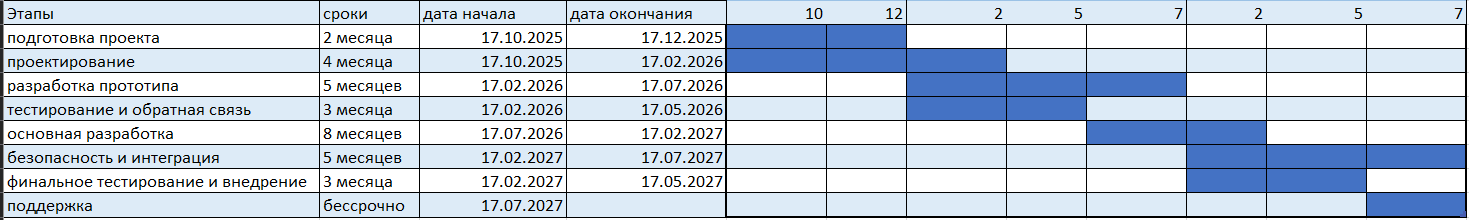 Этапы сроки дата начала дата окончания 10 12 2 5 7 2 5 7
подготовка проекта 2 месяца 17.10.2025 17.12.2025
проектирование 4 месяца 17.10.2025 17.02.2026
разработка прототипа 5 месяцев 17.02.2026 17.07.2026
тестирование и обратная связь 3 месяца 17.02.2026 17.05.2026
основная разработка 8 месяцев 17.07.2026 17.02.2027
безопасность и интеграция 5 месяцев 17.02.2027 17.07.2027
финальное тестирование и внедрение 3 месяца 17.02.2027 17.05.2027
поддержка бессрочно 17.07.2027